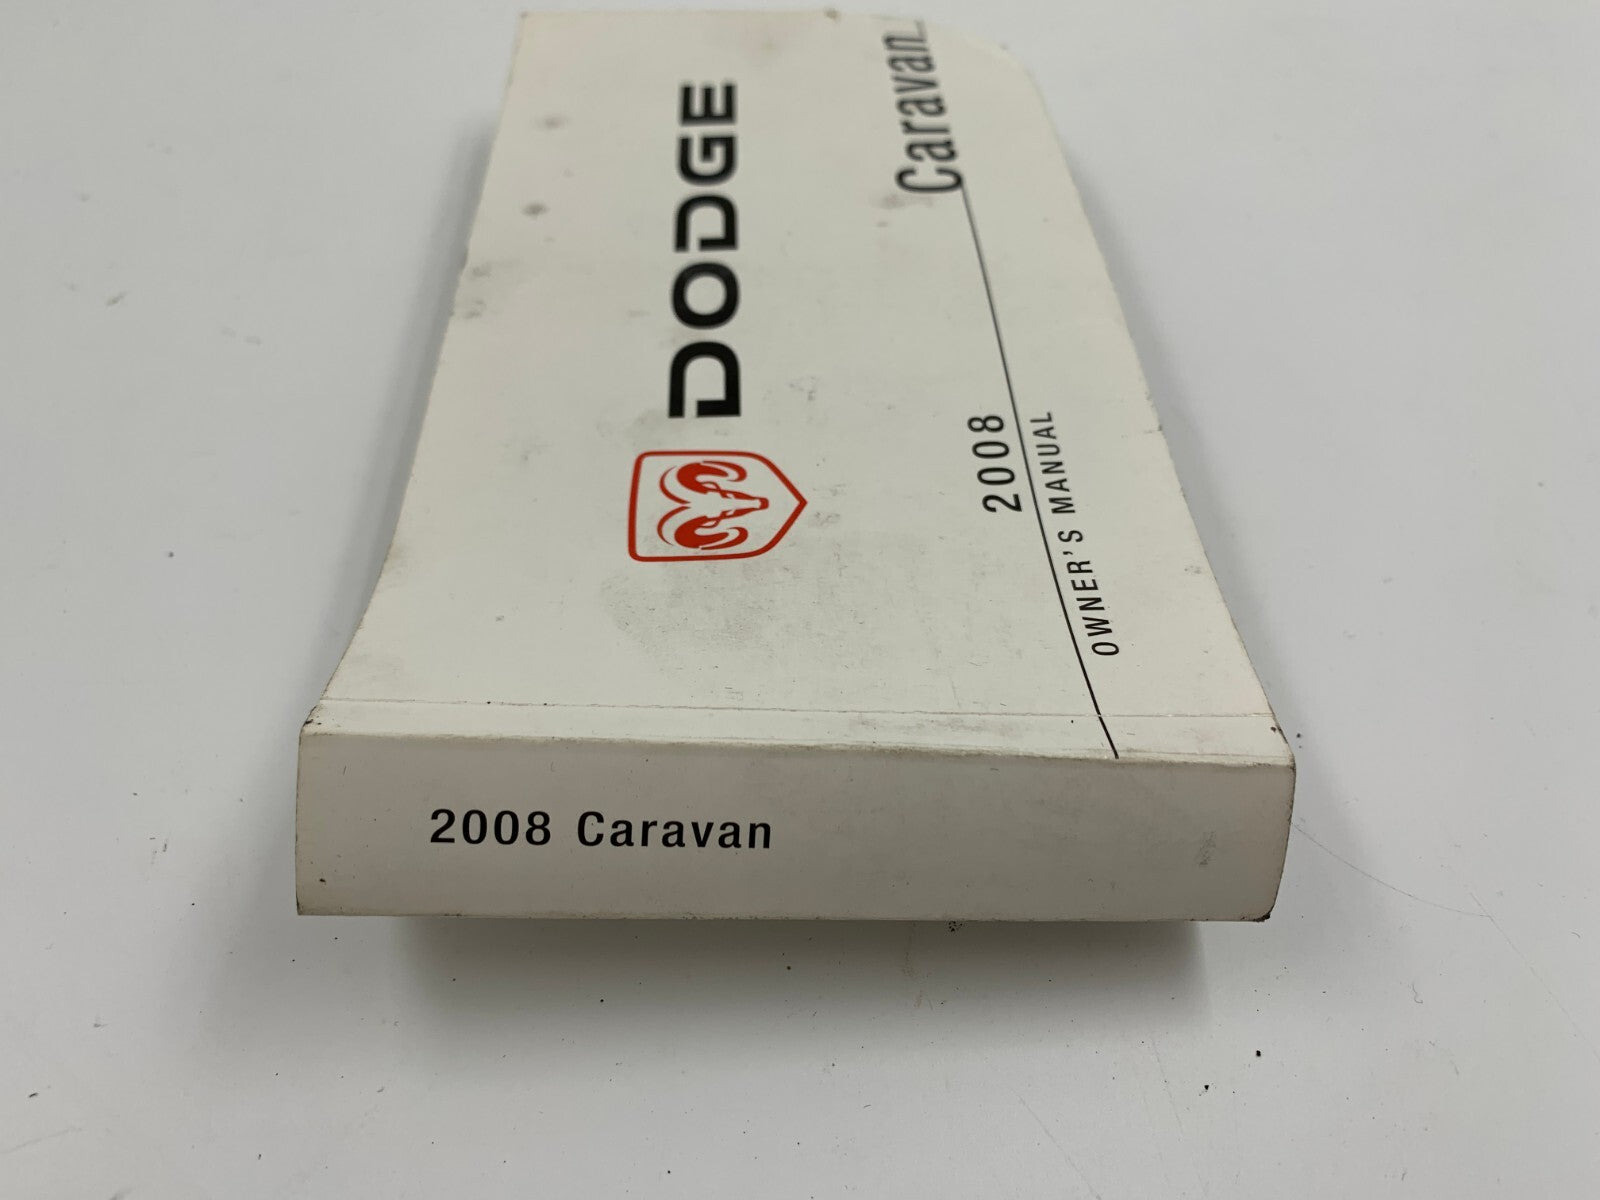 DODGE
Caravan
2008
OWNER'S MANUAL
2008 Caravan